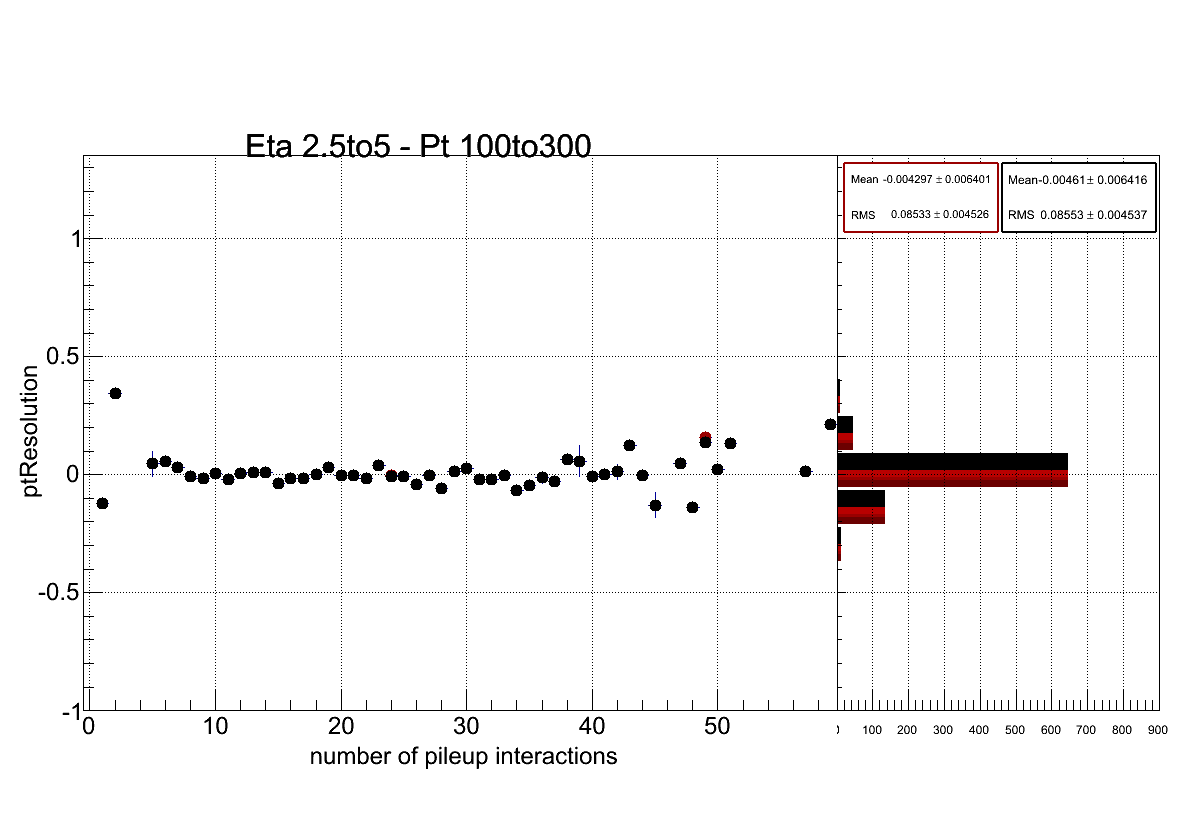 Eta 2.5to5 - Pt 100to300
Mean -0.004297 ± 0.006401
RMS 0.08533 ± 0.004526
Mean-0.00461± 0.006416
RMS 0.08553 ± 0.004537
ptResolution
1
0.5
0
-0.5
-1
0 10 20 30 40 50
100 200 300 400 500 600 700 800 900
number of pileup interactions